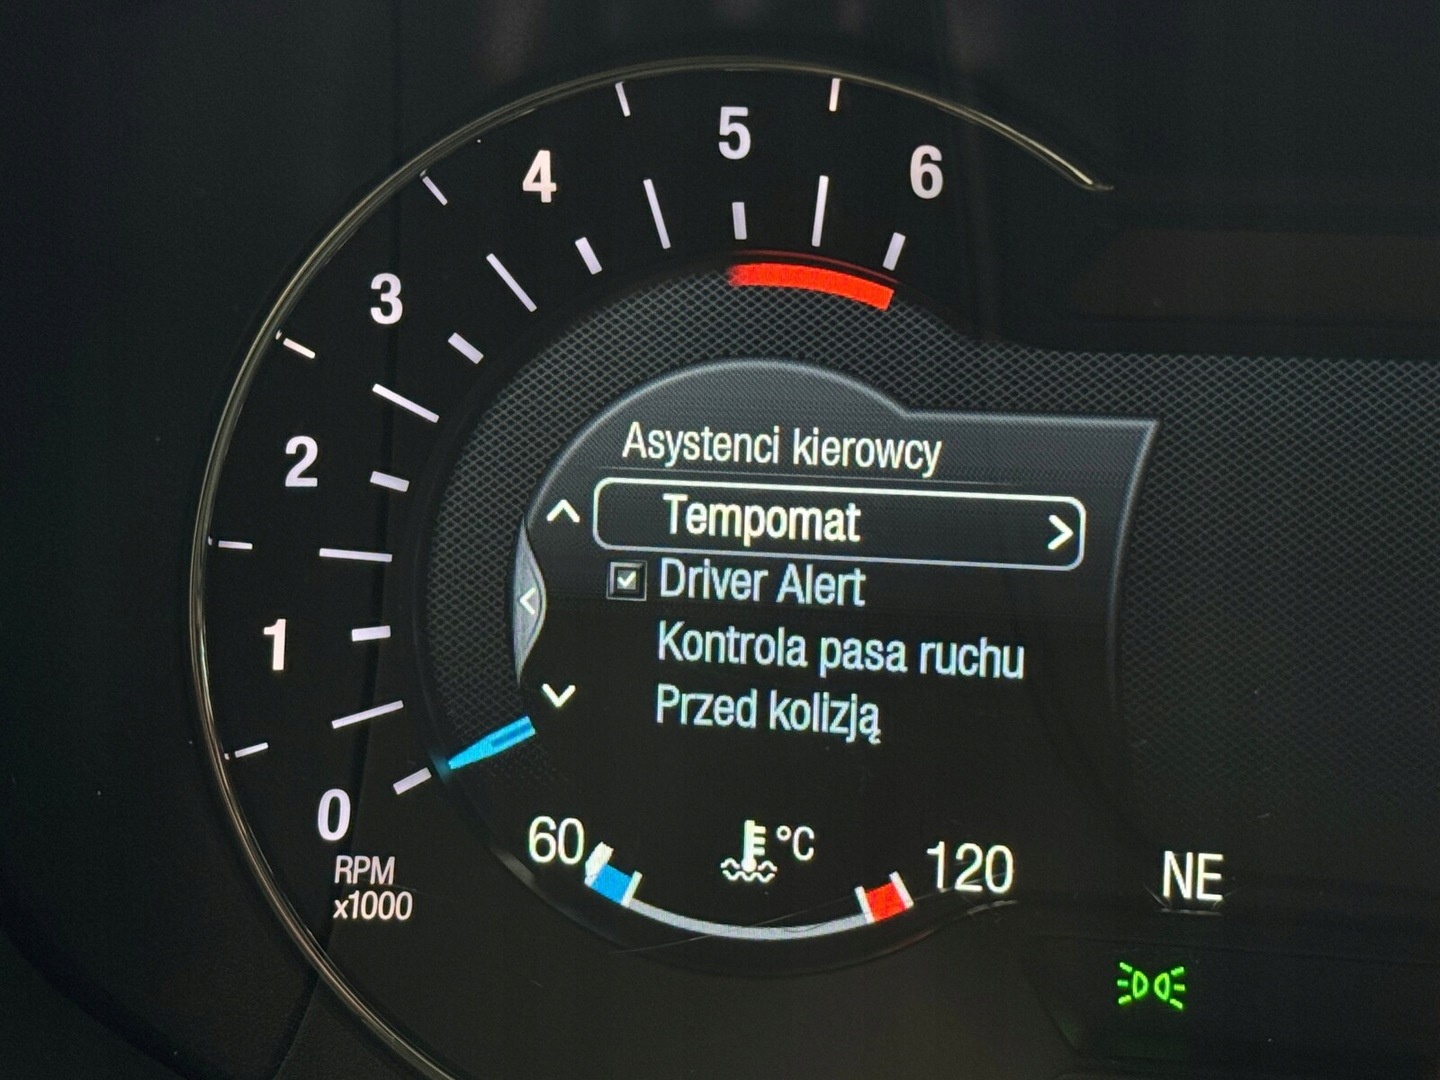 5
6
4
3
2
1
0
RPM
x1000
Asystenci kierowcy
Tempomat
Driver Alert
Kontrola pasa ruchu
Przed kolizją
60
°C
120
NE